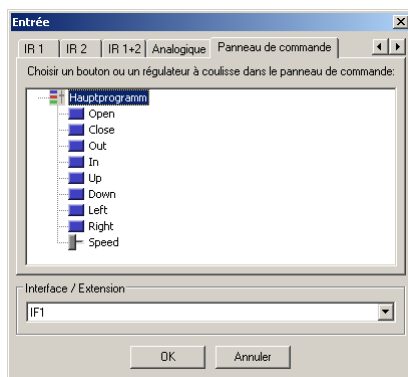 Entrée
IR 1 IR 2 IR 1+2 Analogique Panneau de commande
Choisir un bouton ou un régulateur à coulisse dans le panneau de commande:
Hauptprogramm
Open
Close
Out
In
Up
Down
Left
Right
Speed
Interface / Extension
IF1
OK Annuler